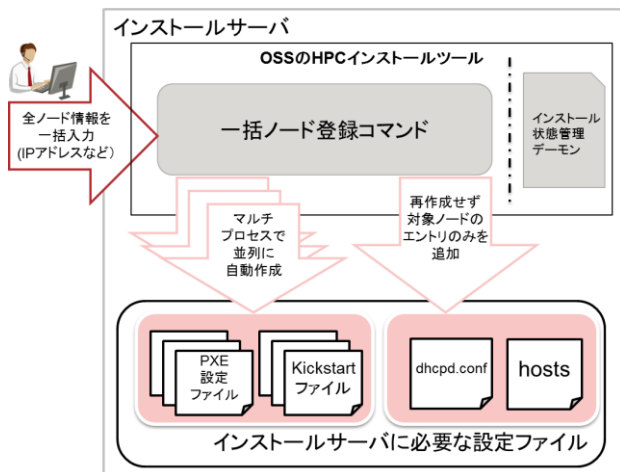 インストールサーバ
OSSのHPCインストールツール
全ノード情報を
一括入力
(IPアドレスなど)
一括ノード登録コマンド
インストール
状態管理
デーモン
マルチ
プロセスで
並列に
自動作成
再作成せず
対象ノードの
エントリのみを
追加
PXE
設定
ファイル
Kickstart
ファイル
dhcpd.conf
hosts
インストールサーバに必要な設定ファイル